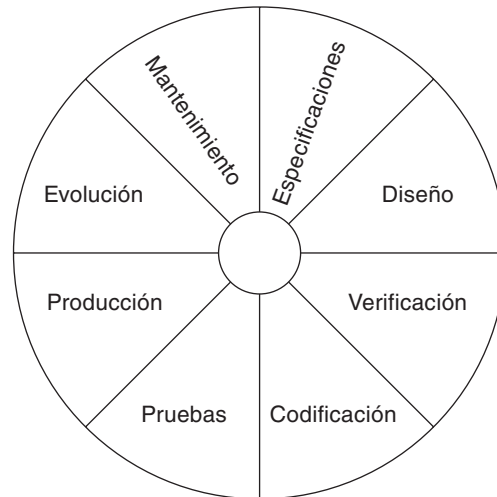 Mantenimiento
Especificaciones
Evolución
Diseño
Producción
Verificación
Pruebas
Codificación